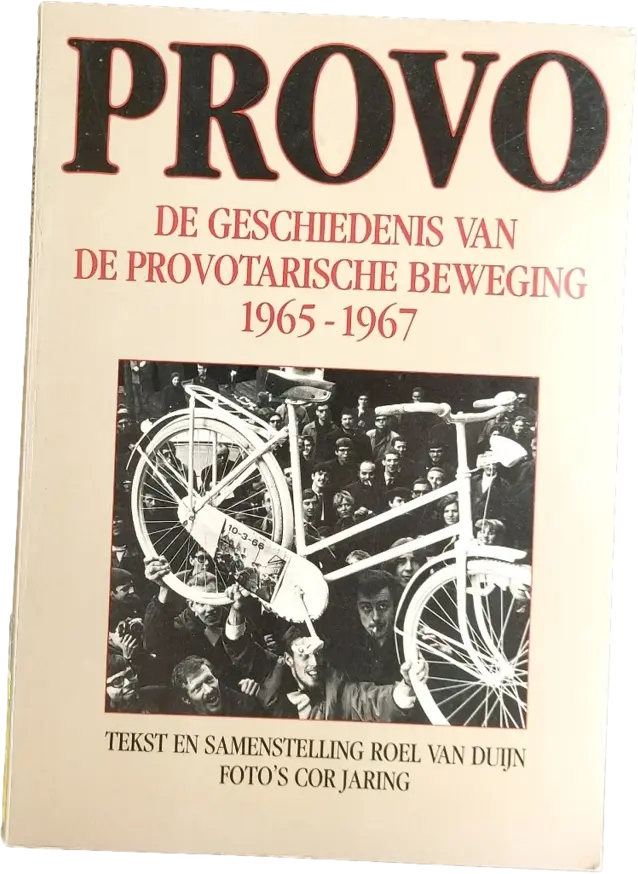 PROVO
DE GESCHIEDENIS VAN
DE PROVOTARISCHE BEWEGING
1965-1967
10-3-66
TEKST EN SAMENSTELLING ROEL VAN DUIJN
FOTO'S COR JARING